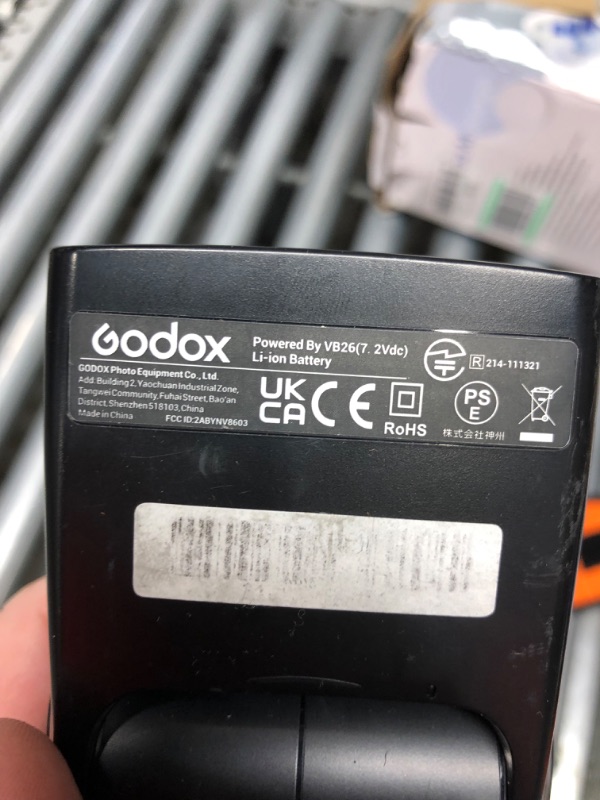 Godox
Powered By VB26(7. 2Vdc)
Li-ion Battery
R 214-111321
GODOX Photo Equipment Co., Ltd.
Add: Building 2, Yaochuan Industrial Zone,
Tangwei Community, Fuhai Street, Bao'an
District, Shenzhen 518103, China
Made in China
FCC ID:2ABYNV8603
UK
CA
CE
RoHS
PS
E
株式会社神州